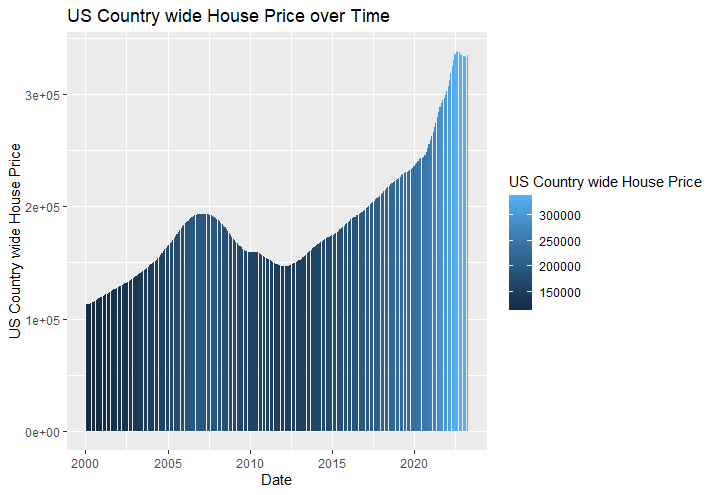 US Country wide House Price over Time
US Country wide House Price
3e+05
2e+05
1e+05
0e+00
2000
2005
2010
2015
2020
Date
US Country wide House Price
300000
250000
200000
150000